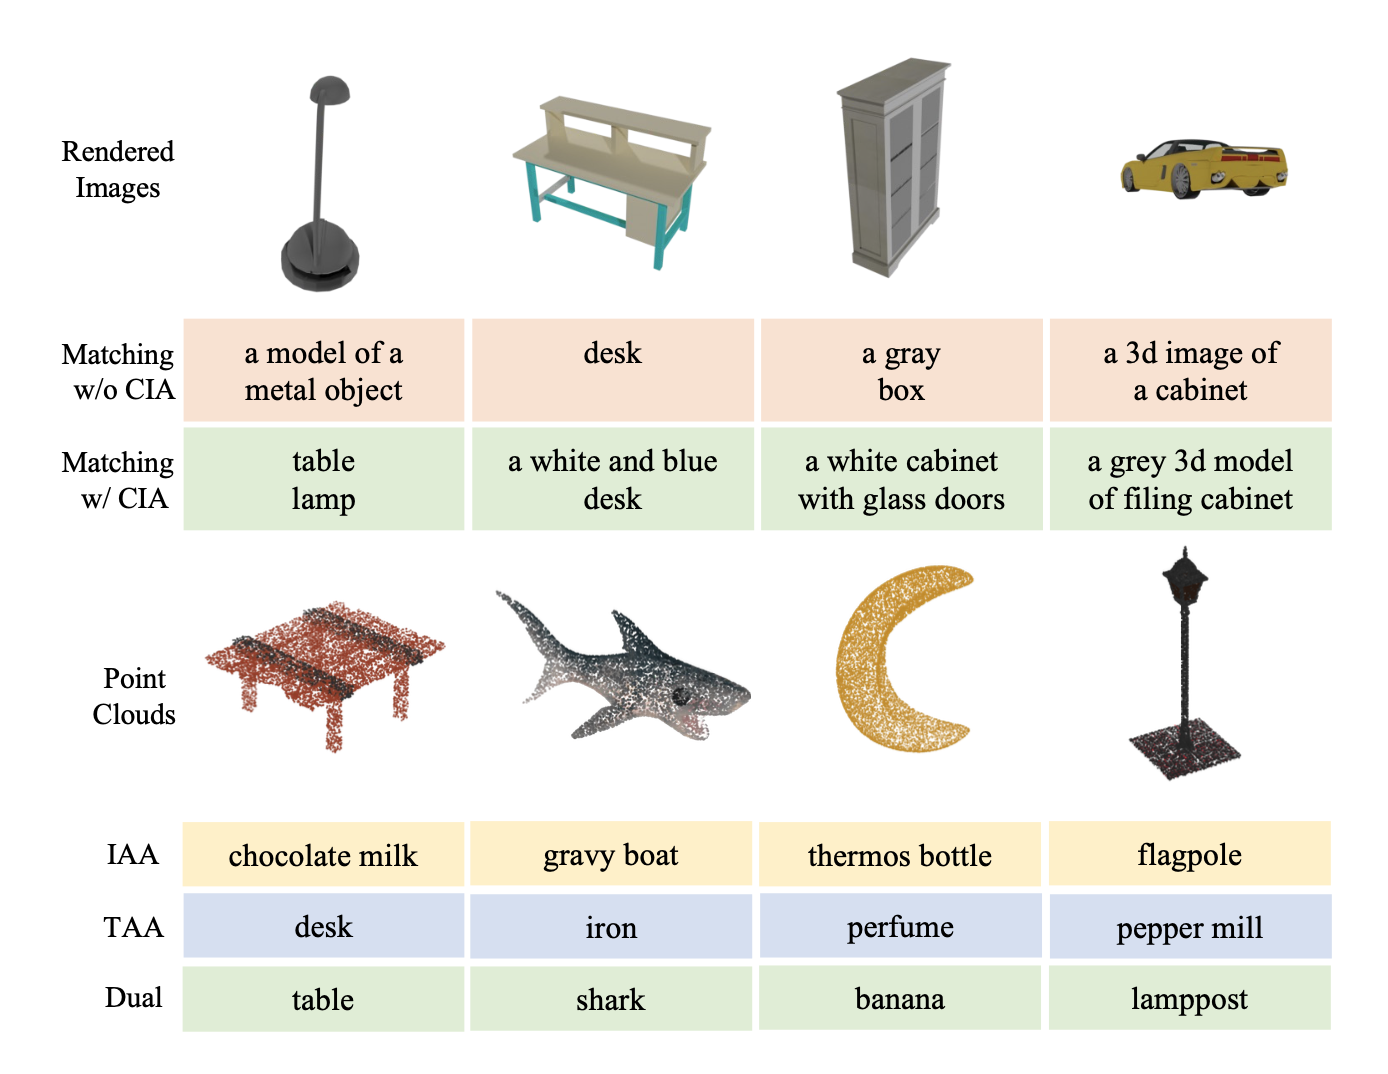 Rendered
Images
Matching
w/o CIA
a model of a
metal object
desk
a gray
box
a 3d image of
a cabinet
Matching
w/ CIA
table
lamp
a white and blue
desk
a white cabinet
with glass doors
a grey 3d model
of filing cabinet
Point
Clouds
IAA
chocolate milk
gravy boat
thermos bottle
flagpole
TAA
desk
iron
perfume
pepper mill
Dual
table
shark
banana
lamppost